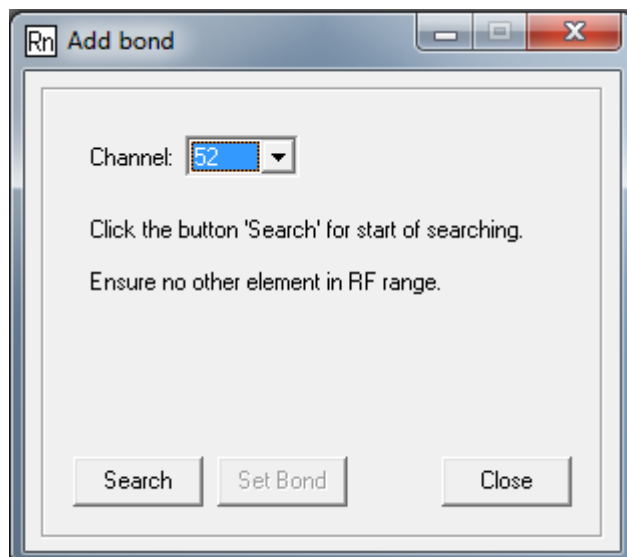 Rn Add bond
Channel: 52
Click the button 'Search' for start of searching.
Ensure no other element in RF range.
Search Set Bond Close